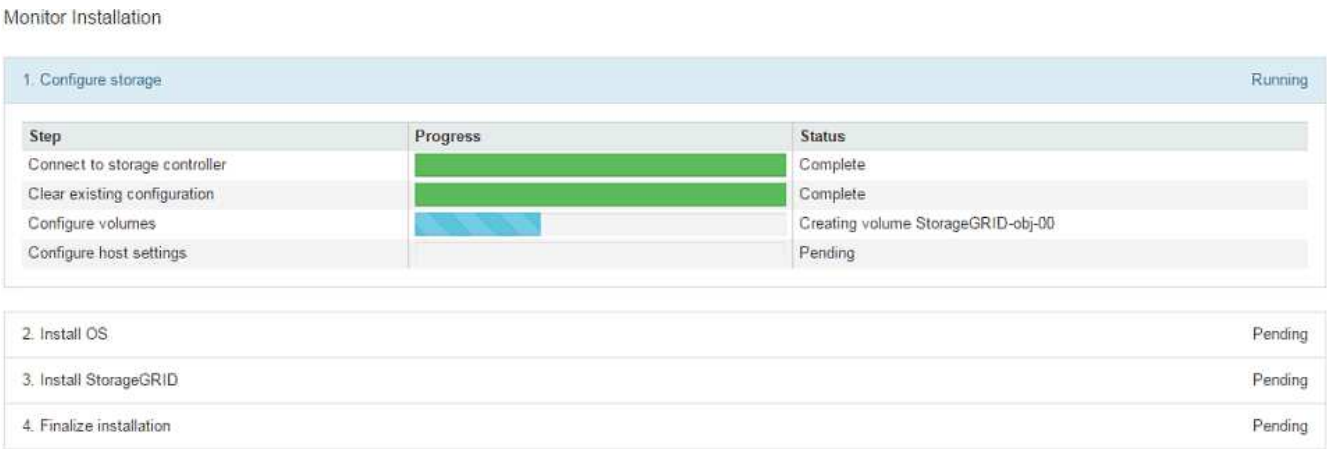 Monitor Installation
1. Configure storage Running
Step Progress Status
Connect to storage controller Complete
Clear existing configuration Complete
Configure volumes Creating volume StorageGRID-obj-00
Configure host settings Pending
2. Install OS Pending
3. Install StorageGRID Pending
4. Finalize installation Pending